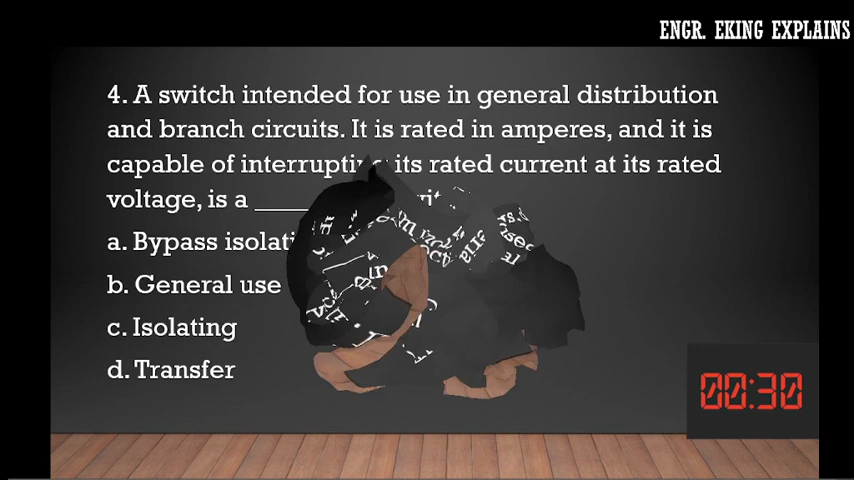 ENGR. EKING EXPLAINS
4. A switch intended for use in general distribution
and branch circuits. It is rated in amperes, and it is
capable of interrupting its rated current at its rated
voltage, is a ____
a. Bypass
b. General use
c. Isolating
d. Transfer
00:30